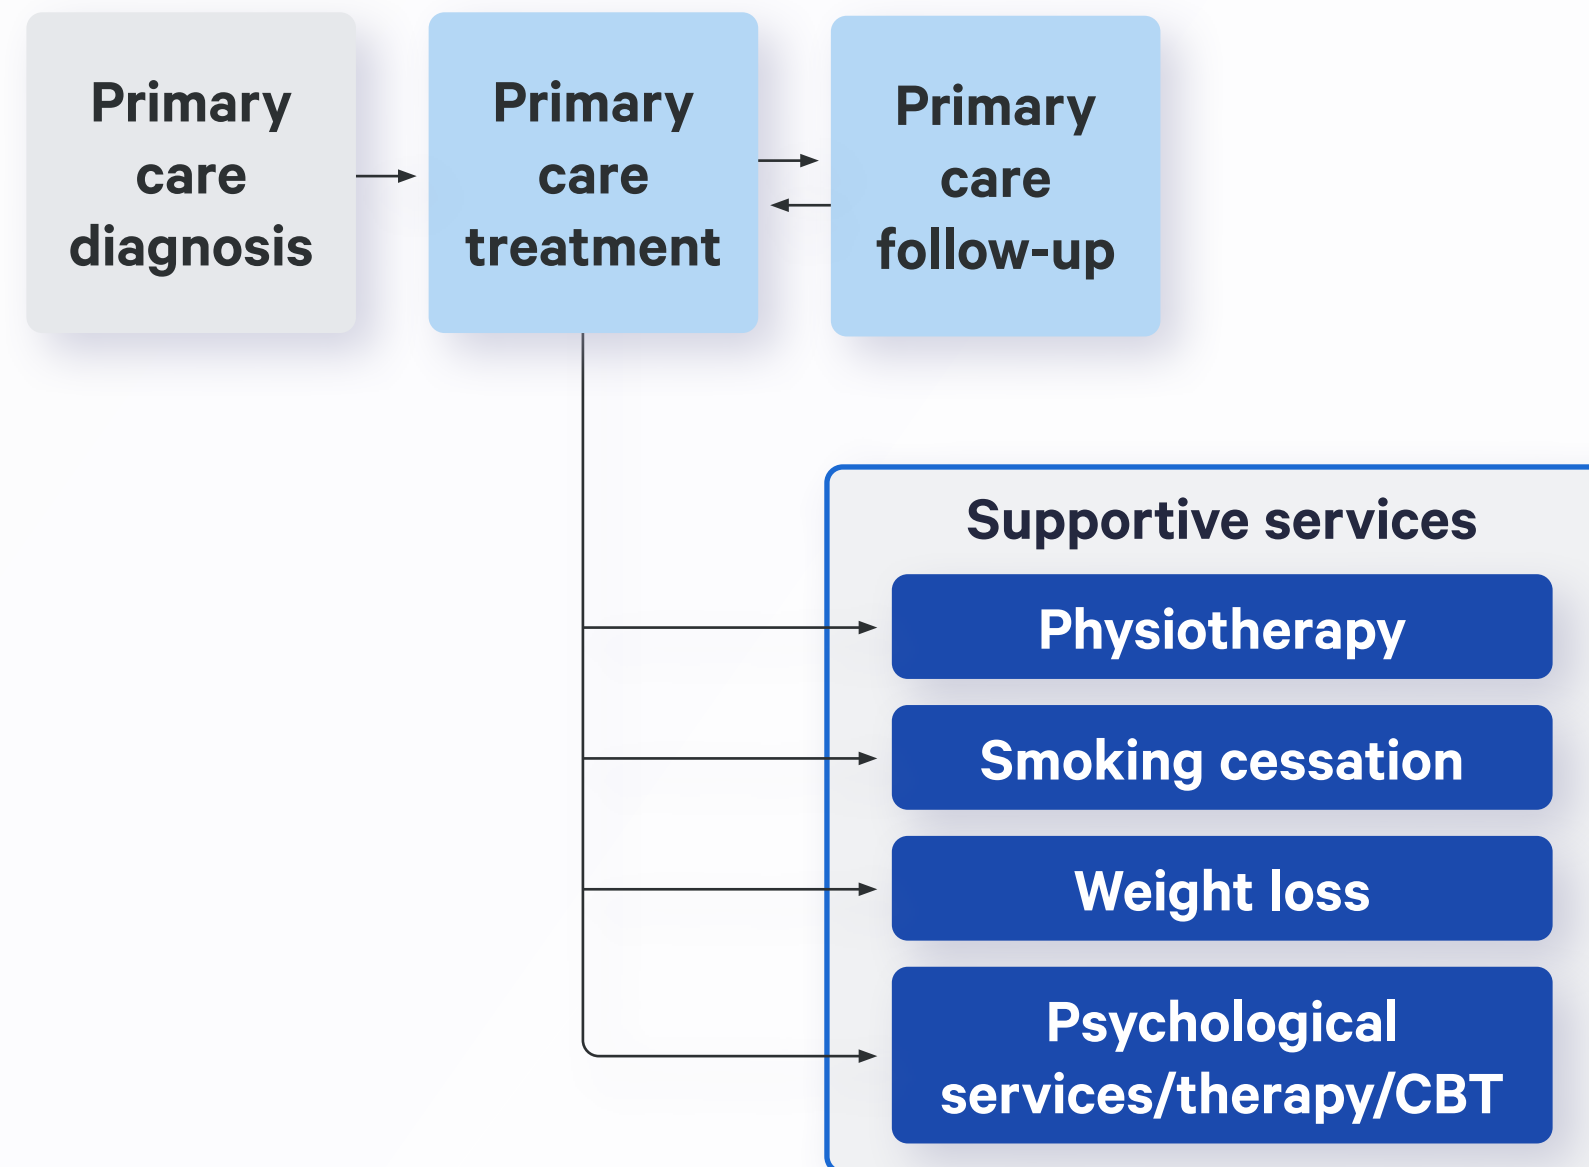 Primary
care
diagnosis
Primary
care
treatment
Primary
care
follow-up
Supportive services
Physiotherapy
Smoking cessation
Weight loss
Psychological
services/therapy/CBT